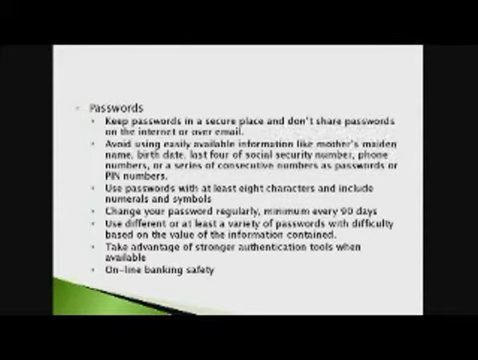 Passwords
Keep passwords in a secure place and don't share passwords
on the internet or over email.
Avoid using easily available information like mother's maiden
name, birth date, last four of social security number, phone
numbers, or a series of consecutive numbers as passwords or
PIN numbers.
Use passwords with at least eight characters and include
numerals and symbols
Change your password regularly, minimum every 90 days
Use different or at least a variety of passwords with difficulty
based on the value of the information contained.
Take advantage of stronger authentication tools when
available
On-line banking safety